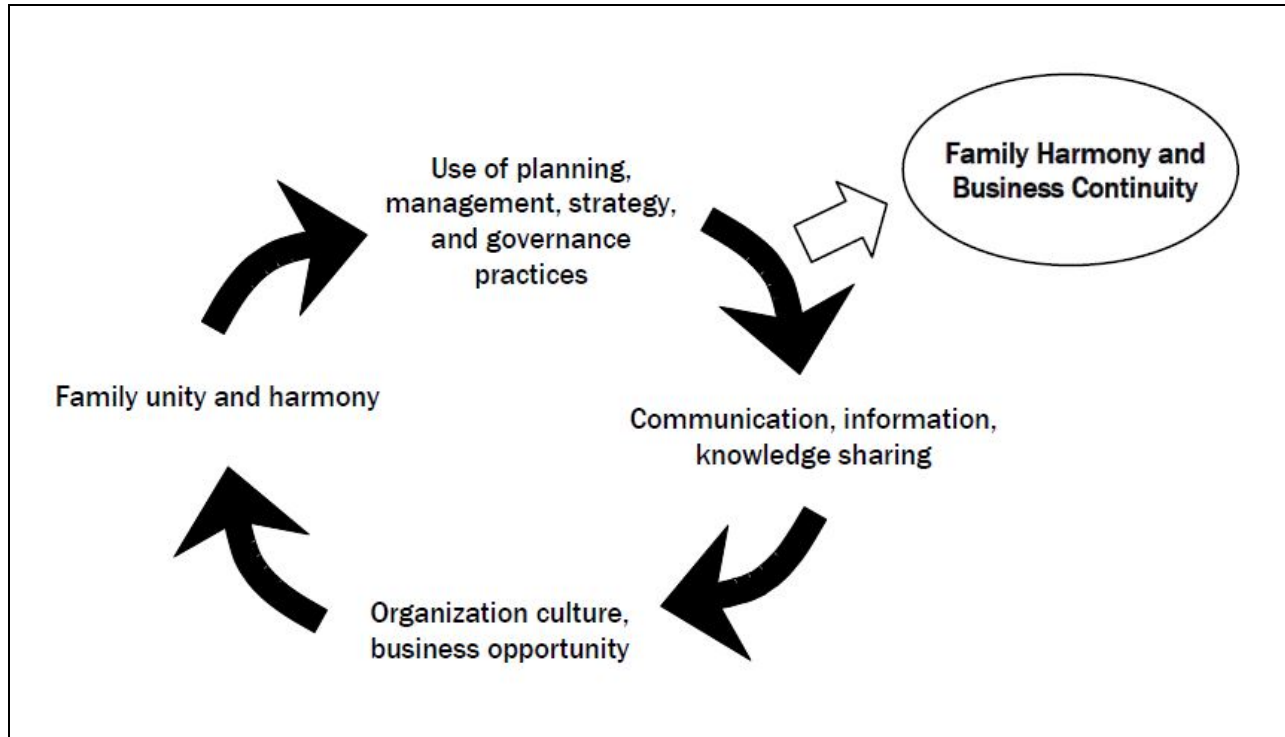 Family Harmony and
Business Continuity
Use of planning,
management, strategy,
and governance
practices
Family unity and harmony
Communication, information,
knowledge sharing
Organization culture,
business opportunity